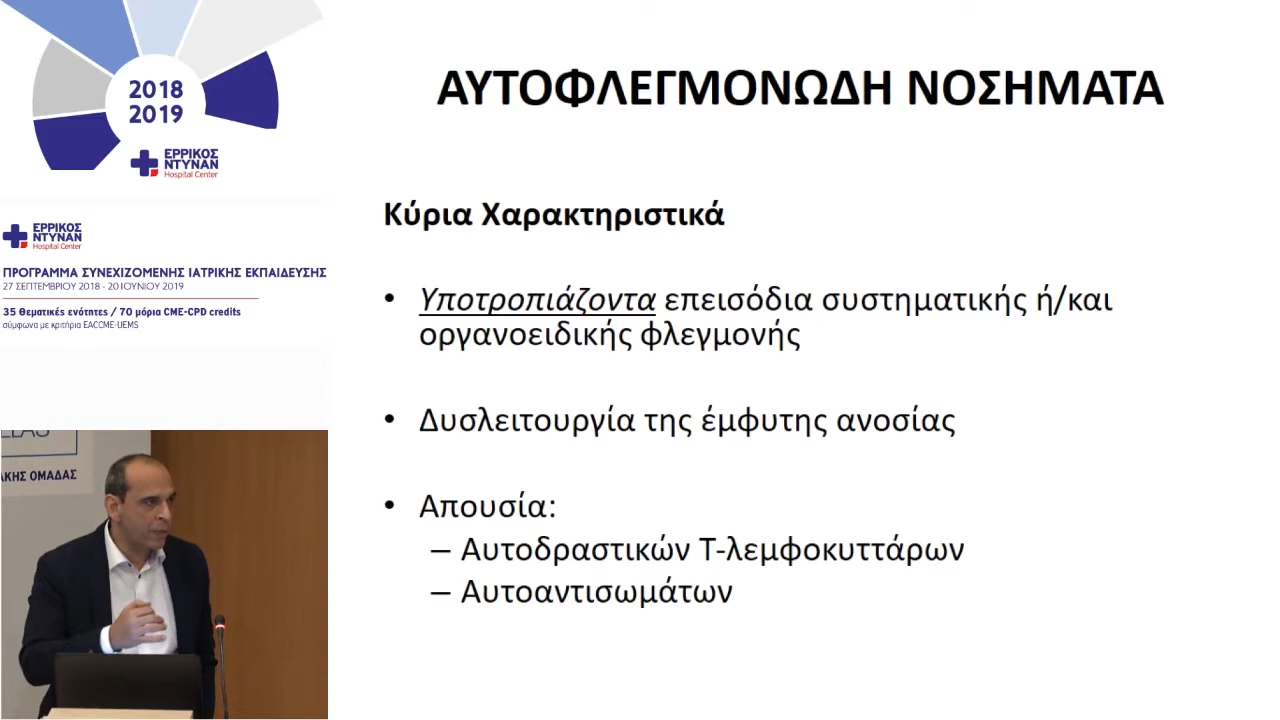 2018
2019
ΕΡΡΙΚΟΣ
ΝΤΥΝΑΝ
Hospital Center
ΕΡΡΙΚΟΣ
ΝΤΥΝΑΝ
Hospital Center
ΠΡΟΓΡΑΜΜΑ ΣΥΝΕΧΙΖΟΜΕΝΗΣ ΙΑΤΡΙΚΗΣ ΕΚΠΑΙΔΕΥΣΗΣ
27 ΣΕΠΤΕΜΒΡΙΟΥ 2018 - 20 ΙΟΥΝΙΟΥ 2019
35 θεματικές ενότητες / 70 μόρια CME-CPD credits
σύμφωνα με κριτήρια EACCME-UEMS
ΑΚΗΣ ΟΜΑΔΑΣ
ΑΥΤΟΦΛΕΓΜΟΝΩΔΗ ΝΟΣΗΜΑΤΑ
Κύρια Χαρακτηριστικά
• Υποτροπιάζοντα επεισόδια συστηματικής ή/και
οργανοειδικής φλεγμονής
• Δυσλειτουργία της έμφυτης ανοσίας
• Απουσία:
– Αυτοδραστικών Τ-λεμφοκυττάρων
– Αυτοαντισωμάτων